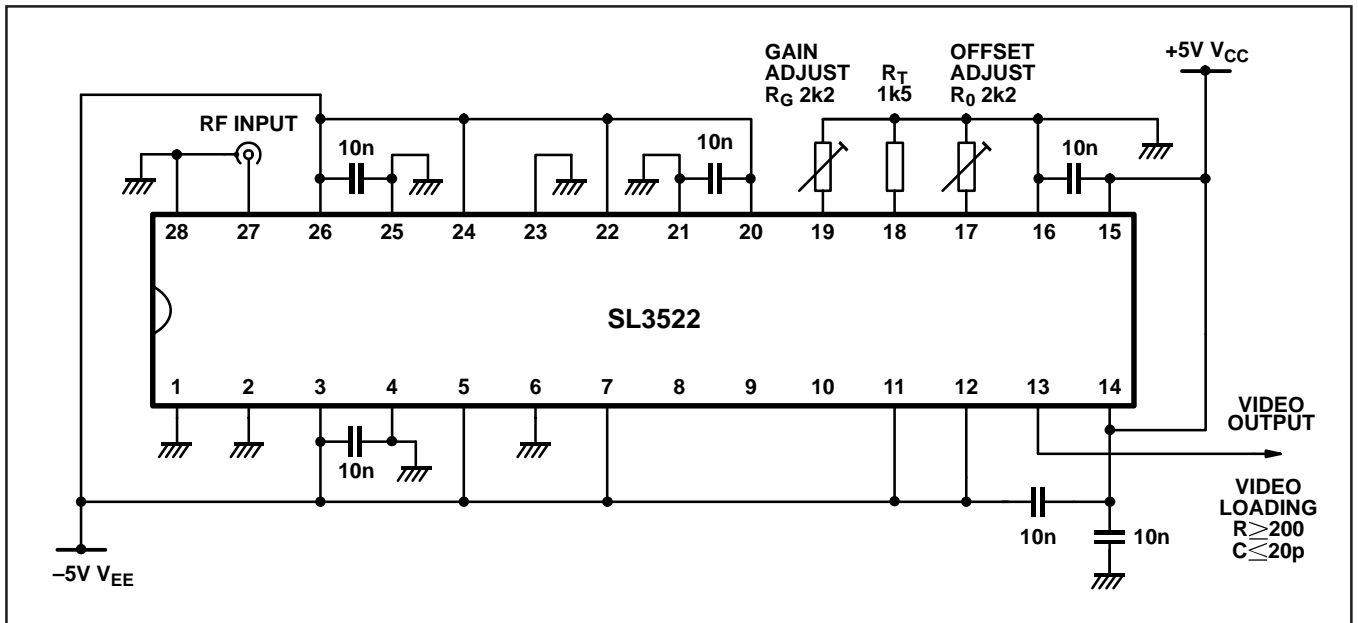 GAIN
ADJUST
R_G 2k2
R_T
1k5
OFFSET
ADJUST
R_0 2k2
+5V V_CC
RF INPUT
10n
10n
10n
28 27 26 25 24 23 22 21 20 19 18 17 16 15
SL3522
1 2 3 4 5 6 7 8 9 10 11 12 13 14
10n
VIDEO
OUTPUT
10n
10n
VIDEO
LOADING
R≥200
C≤20p
–5V V_EE